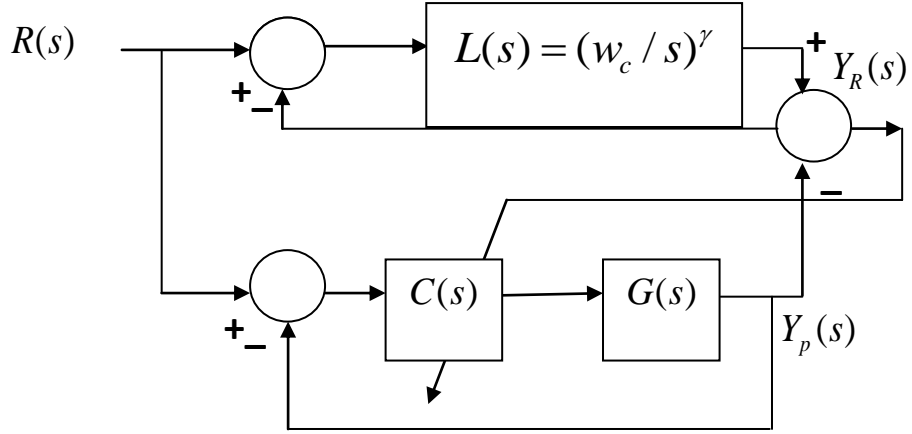 R(s)
L(s) = (w_c / s)^γ
+
Y_R(s)
+
−
−
C(s)
G(s)
+
−
Y_p(s)